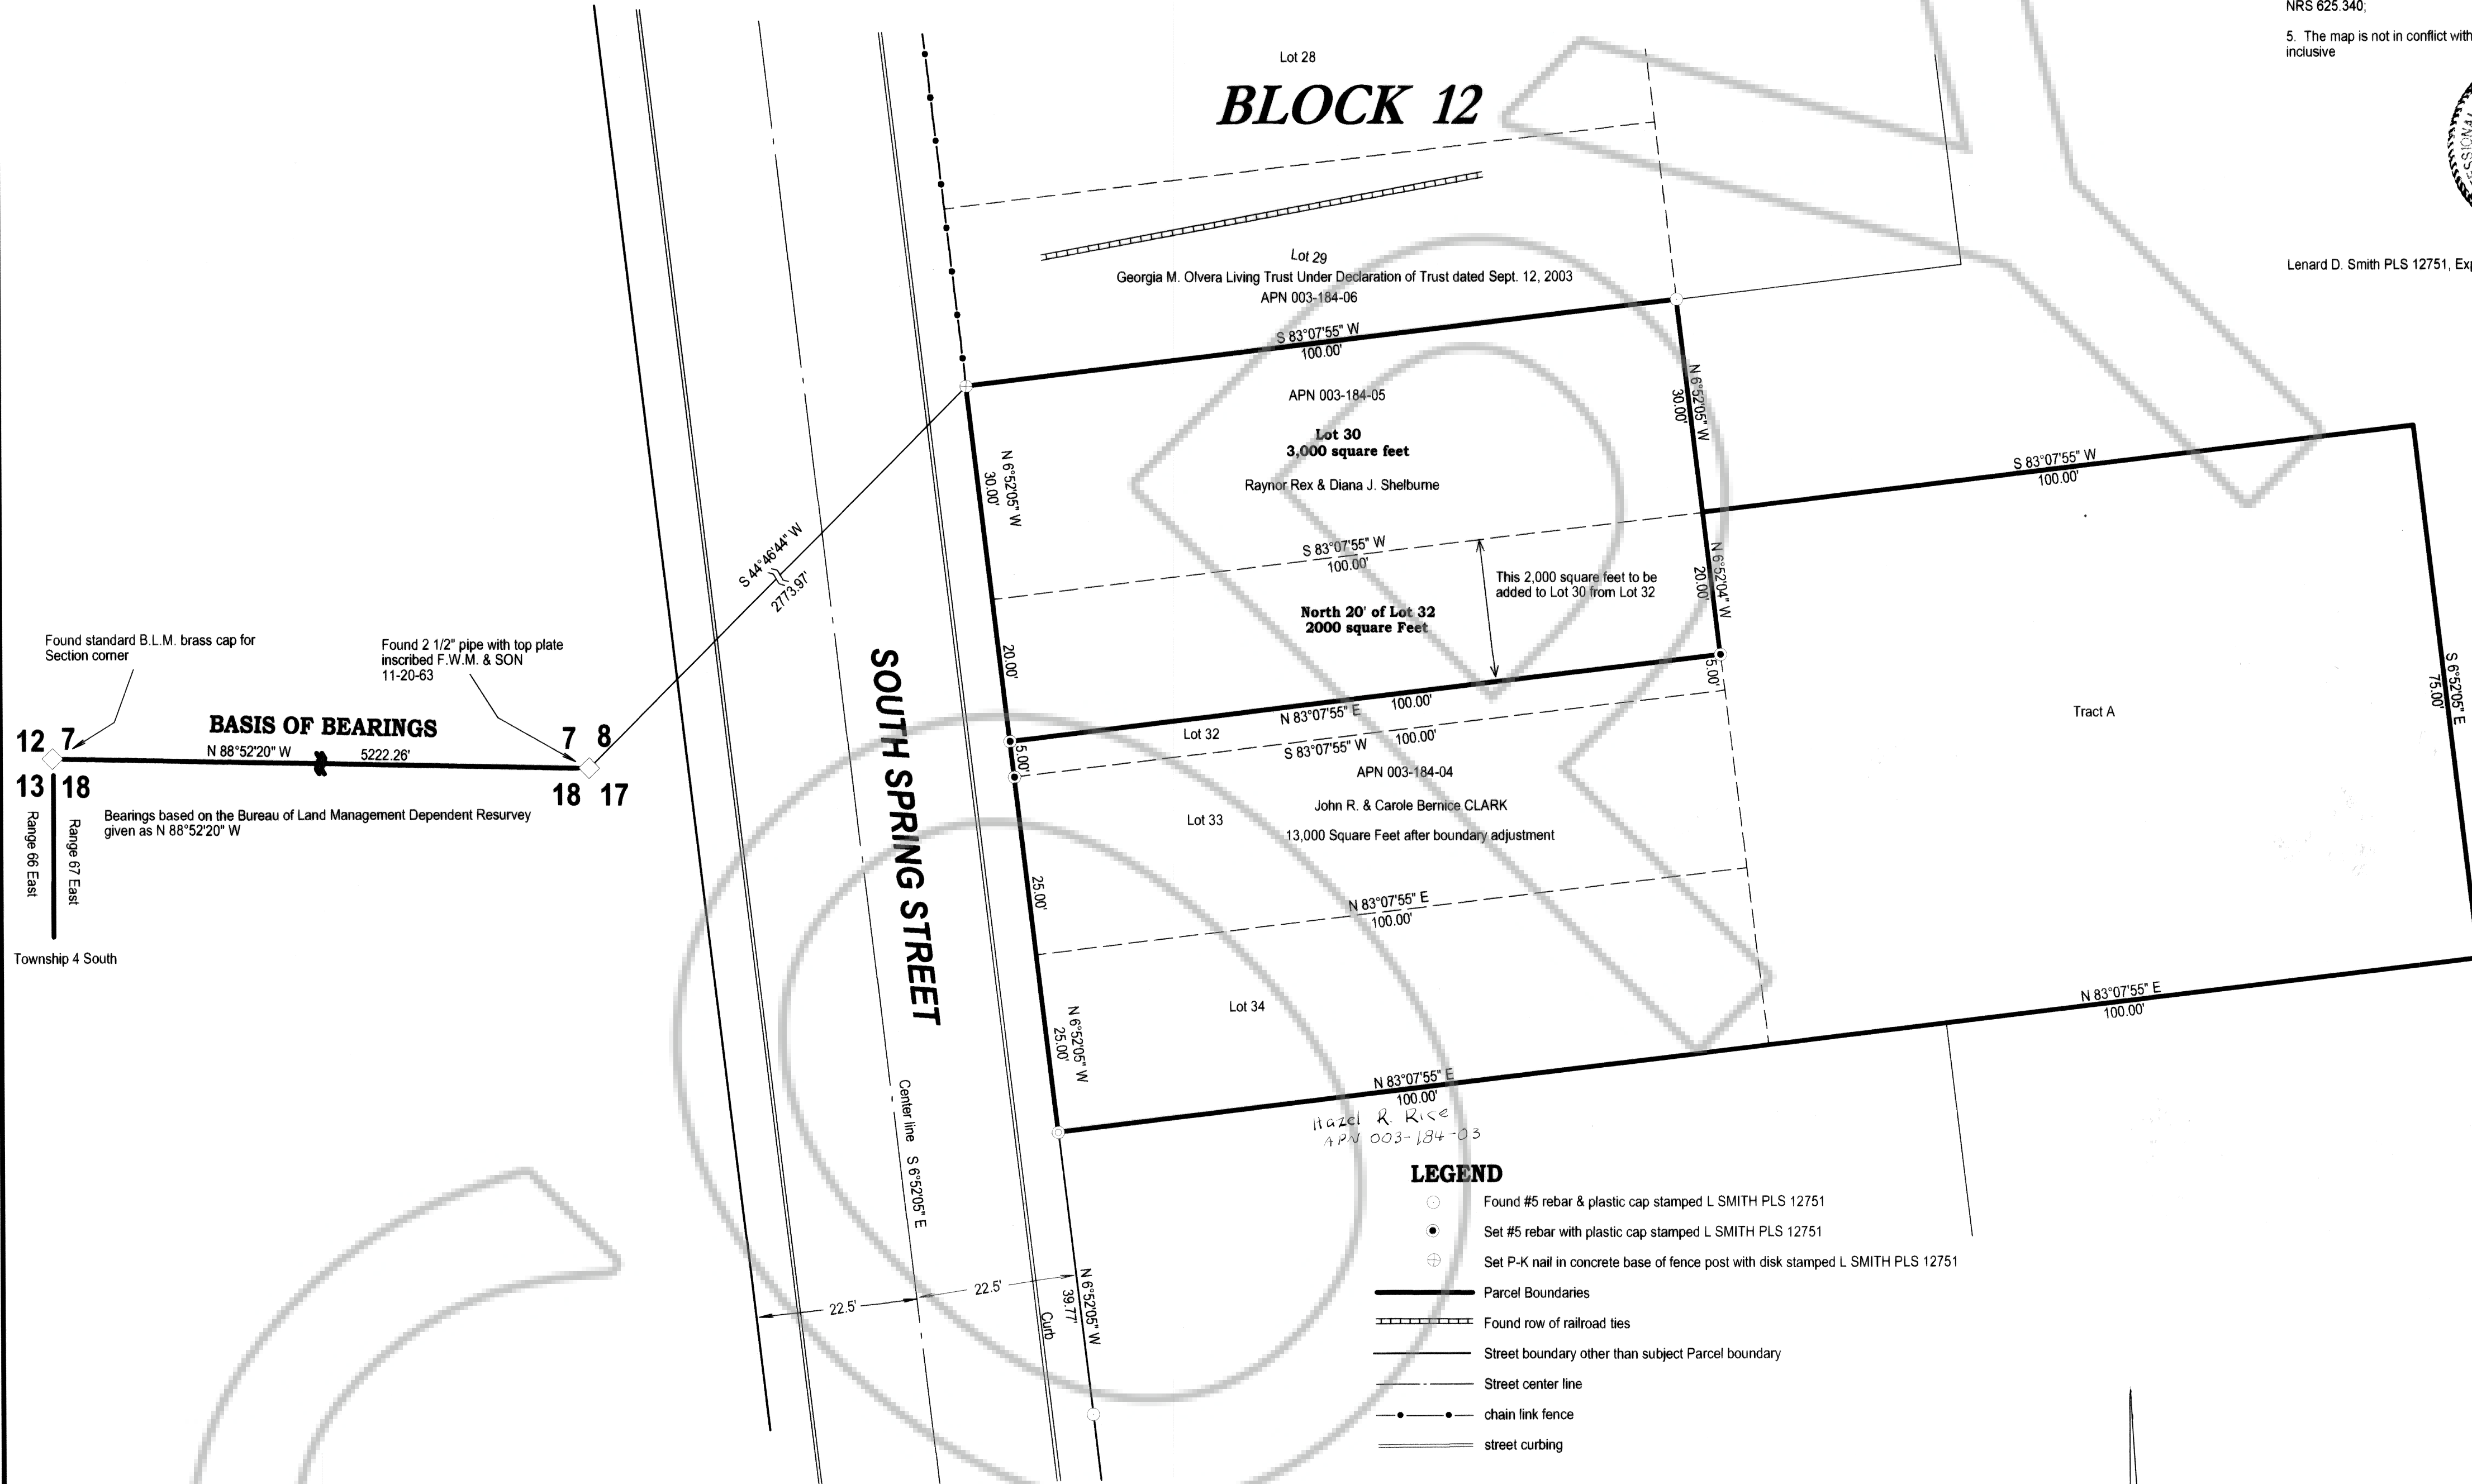 NRS 625.340;
5. The map is not in conflict with
inclusive
Lot 28
BLOCK 12
Lot 29
Georgia M. Olvera Living Trust Under Declaration of Trust dated Sept. 12, 2003
APN 003-184-06
Lenard D. Smith PLS 12751, Exp
S 83°07'55" W
100.00'
APN 003-184-05
Lot 30
3,000 square feet
Raynor Rex & Diana J. Shelburne
N 6°52'05" W
30.00'
N 6°52'05" W
30.00'
S 83°07'55" W
100.00'
S 83°07'55" W
100.00'
This 2,000 square feet to be
added to Lot 30 from Lot 32
North 20' of Lot 32
2000 square Feet
N 6°52'04" W
20.00'
20.00'
5.00'
N 83°07'55" E
100.00'
S 44°46'44" W
2773.97'
Found standard B.L.M. brass cap for
Section corner
Found 2 1/2" pipe with top plate
inscribed F.W.M. & SON
11-20-63
BASIS OF BEARINGS
12 7
7 8
N 88°52'20" W
5222.26'
13 18
18 17
Bearings based on the Bureau of Land Management Dependent Resurvey
given as N 88°52'20" W
Range 66 East
Range 67 East
Township 4 South
SOUTH SPRING STREET
Lot 32
5.00'
S 83°07'55" W
100.00'
APN 003-184-04
John R. & Carole Bernice CLARK
Lot 33
13,000 Square Feet after boundary adjustment
25.00'
N 83°07'55" E
100.00'
Tract A
S 6°52'05" E
75.00'
Lot 34
N 6°52'05" W
25.00'
N 83°07'55" E
100.00'
N 83°07'55" E
100.00'
Hazel R. Rise
APN 003-184-03
Center line S 6°52'05" E
22.5'
22.5'
Curb
N 6°52'05" W
39.77'
LEGEND
Found #5 rebar & plastic cap stamped L SMITH PLS 12751
Set #5 rebar with plastic cap stamped L SMITH PLS 12751
Set P-K nail in concrete base of fence post with disk stamped L SMITH PLS 12751
Parcel Boundaries
Found row of railroad ties
Street boundary other than subject Parcel boundary
Street center line
chain link fence
street curbing
COPY